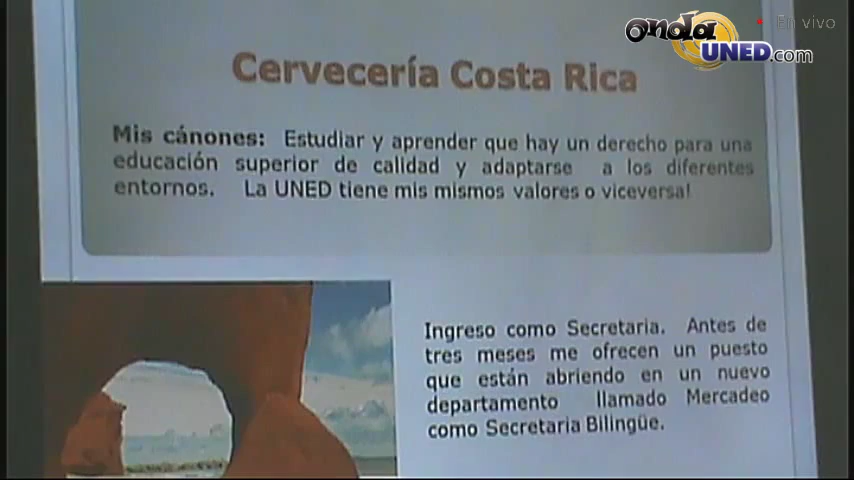 onda
UNED.com
En vivo
Cervecería Costa Rica
Mis cánones: Estudiar y aprender que hay un derecho para una
educación superior de calidad y adaptarse a los diferentes
entornos. La UNED tiene mis mismos valores o viceversa!
Ingreso como Secretaria. Antes de
tres meses me ofrecen un puesto
que están abriendo en un nuevo
departamento llamado Mercadeo
como Secretaria Bilingüe.